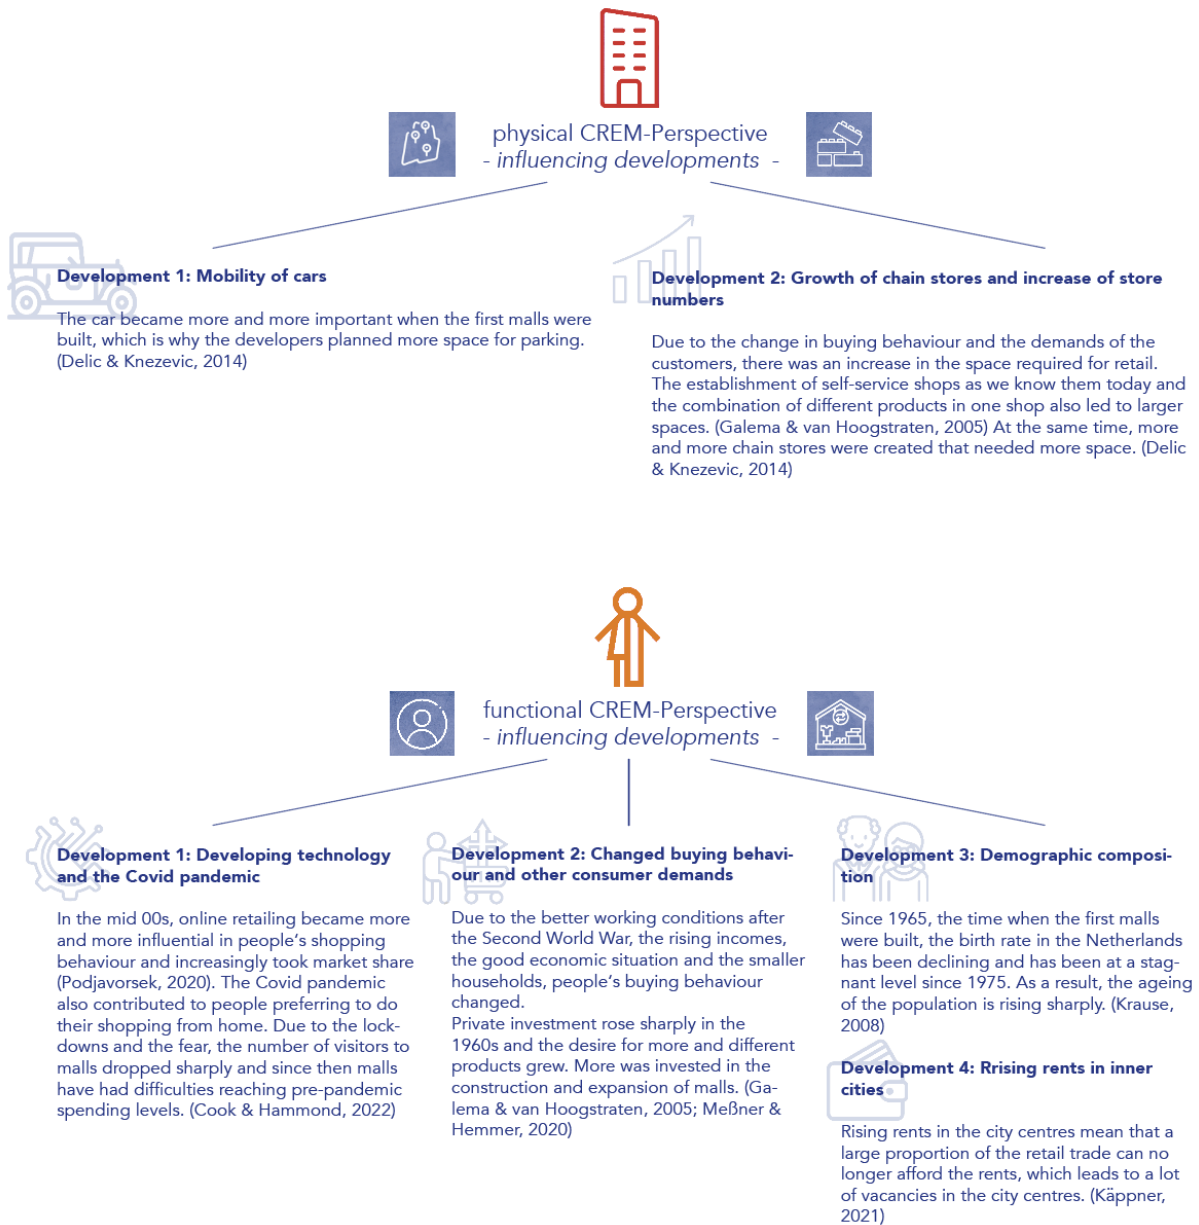 physical CREM-Perspective
- influencing developments -
Development 1: Mobility of cars
The car became more and more important when the first malls were
built, which is why the developers planned more space for parking.
(Delic & Knezevic, 2014)
Development 2: Growth of chain stores and increase of store
numbers
Due to the change in buying behaviour and the demands of the
customers, there was an increase in the space required for retail.
The establishment of self-service shops as we know them today and
the combination of different products in one shop also led to larger
spaces. (Galema & van Hoogstraten, 2005) At the same time, more
and more chain stores were created that needed more space. (Delic
& Knezevic, 2014)
functional CREM-Perspective
- influencing developments -
Development 1: Developing technology
and the Covid pandemic
In the mid 00s, online retailing became more
and more influential in people's shopping
behaviour and increasingly took market share
(Podjavorsek, 2020). The Covid pandemic
also contributed to people preferring to do
their shopping from home. Due to the lock-
downs and the fear, the number of visitors to
malls dropped sharply and since then malls
have had difficulties reaching pre-pandemic
spending levels. (Cook & Hammond, 2022)
Development 2: Changed buying behavi-
our and other consumer demands
Due to the better working conditions after
the Second World War, the rising incomes,
the good economic situation and the smaller
households, people's buying behaviour
changed.
Private investment rose sharply in the
1960s and the desire for more and different
products grew. More was invested in the
construction and expansion of malls. (Ga-
lema & van Hoogstraten, 2005; Meßner &
Hemmer, 2020)
Development 3: Demographic composi-
tion
Since 1965, the time when the first malls
were built, the birth rate in the Netherlands
has been declining and has been at a stag-
nant level since 1975. As a result, the ageing
of the population is rising sharply. (Krause,
2008)
Development 4: Rrising rents in inner
cities
Rising rents in the city centres mean that a
large proportion of the retail trade can no
longer afford the rents, which leads to a lot
of vacancies in the city centres. (Käppner,
2021)